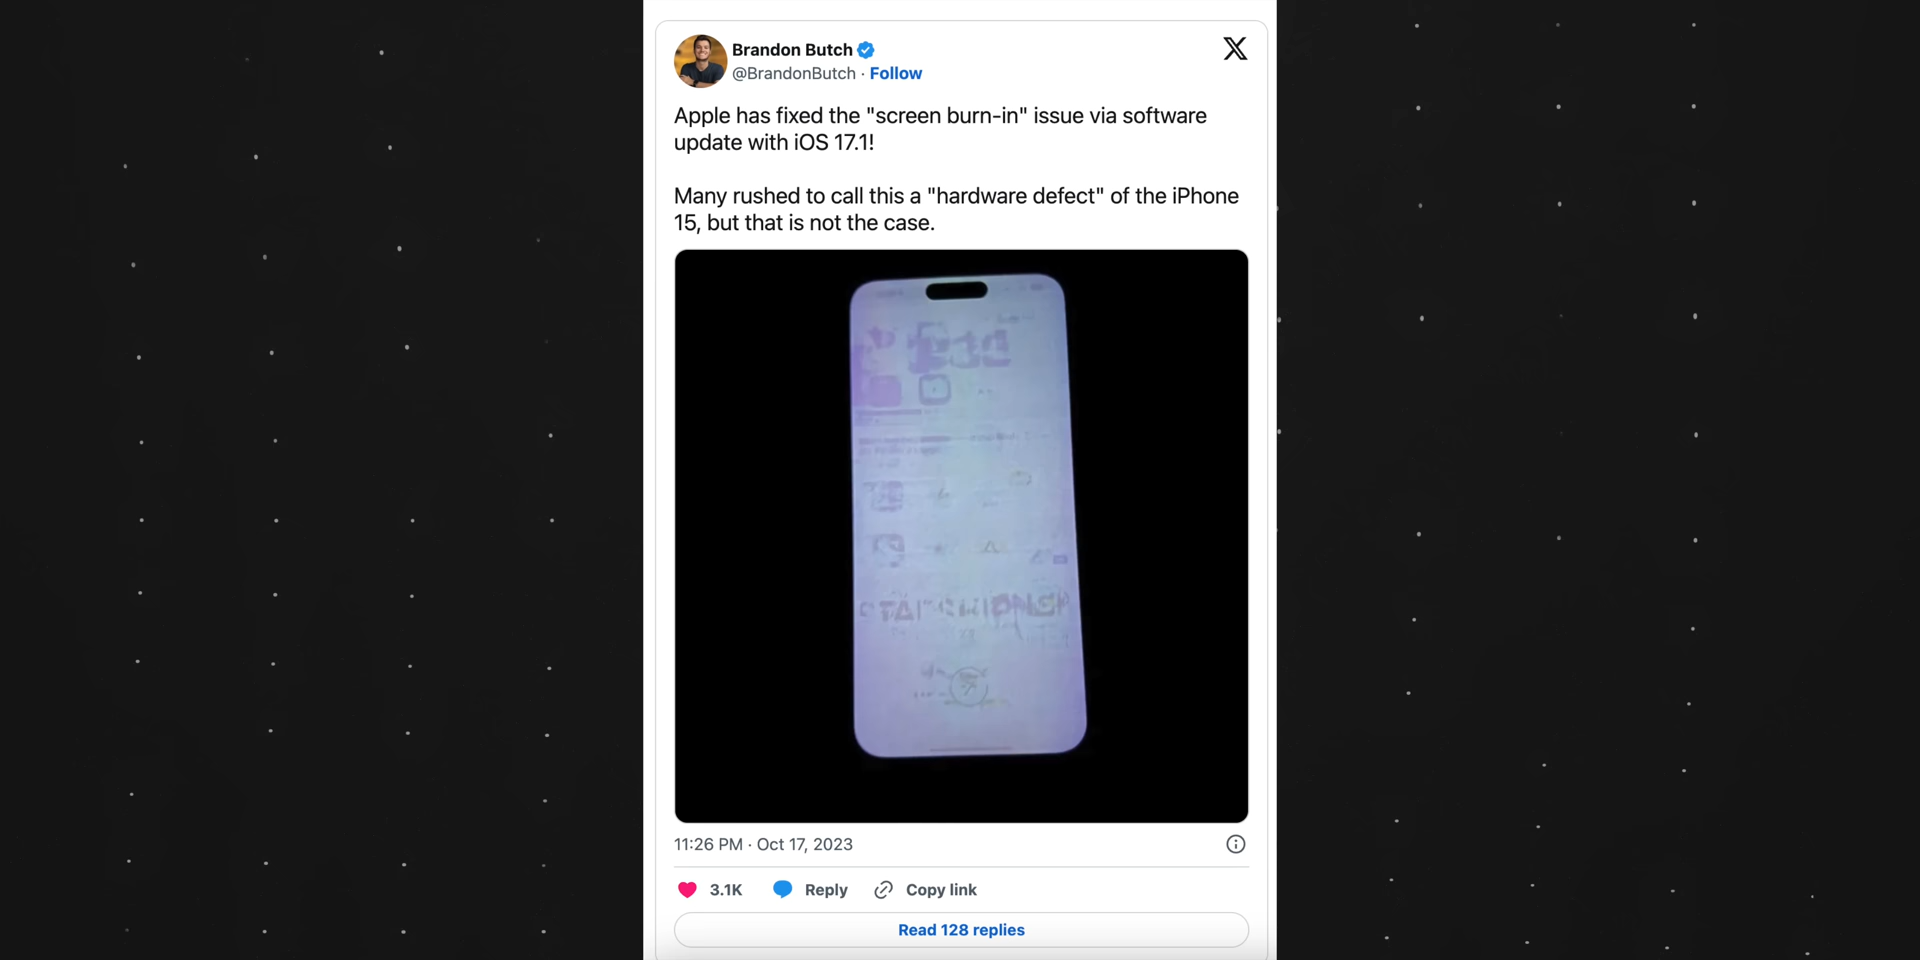 Brandon Butch
@BrandonButch · Follow
Apple has fixed the "screen burn-in" issue via software
update with iOS 17.1!
Many rushed to call this a "hardware defect" of the iPhone
15, but that is not the case.
11:26 PM · Oct 17, 2023
3.1K Reply Copy link
Read 128 replies